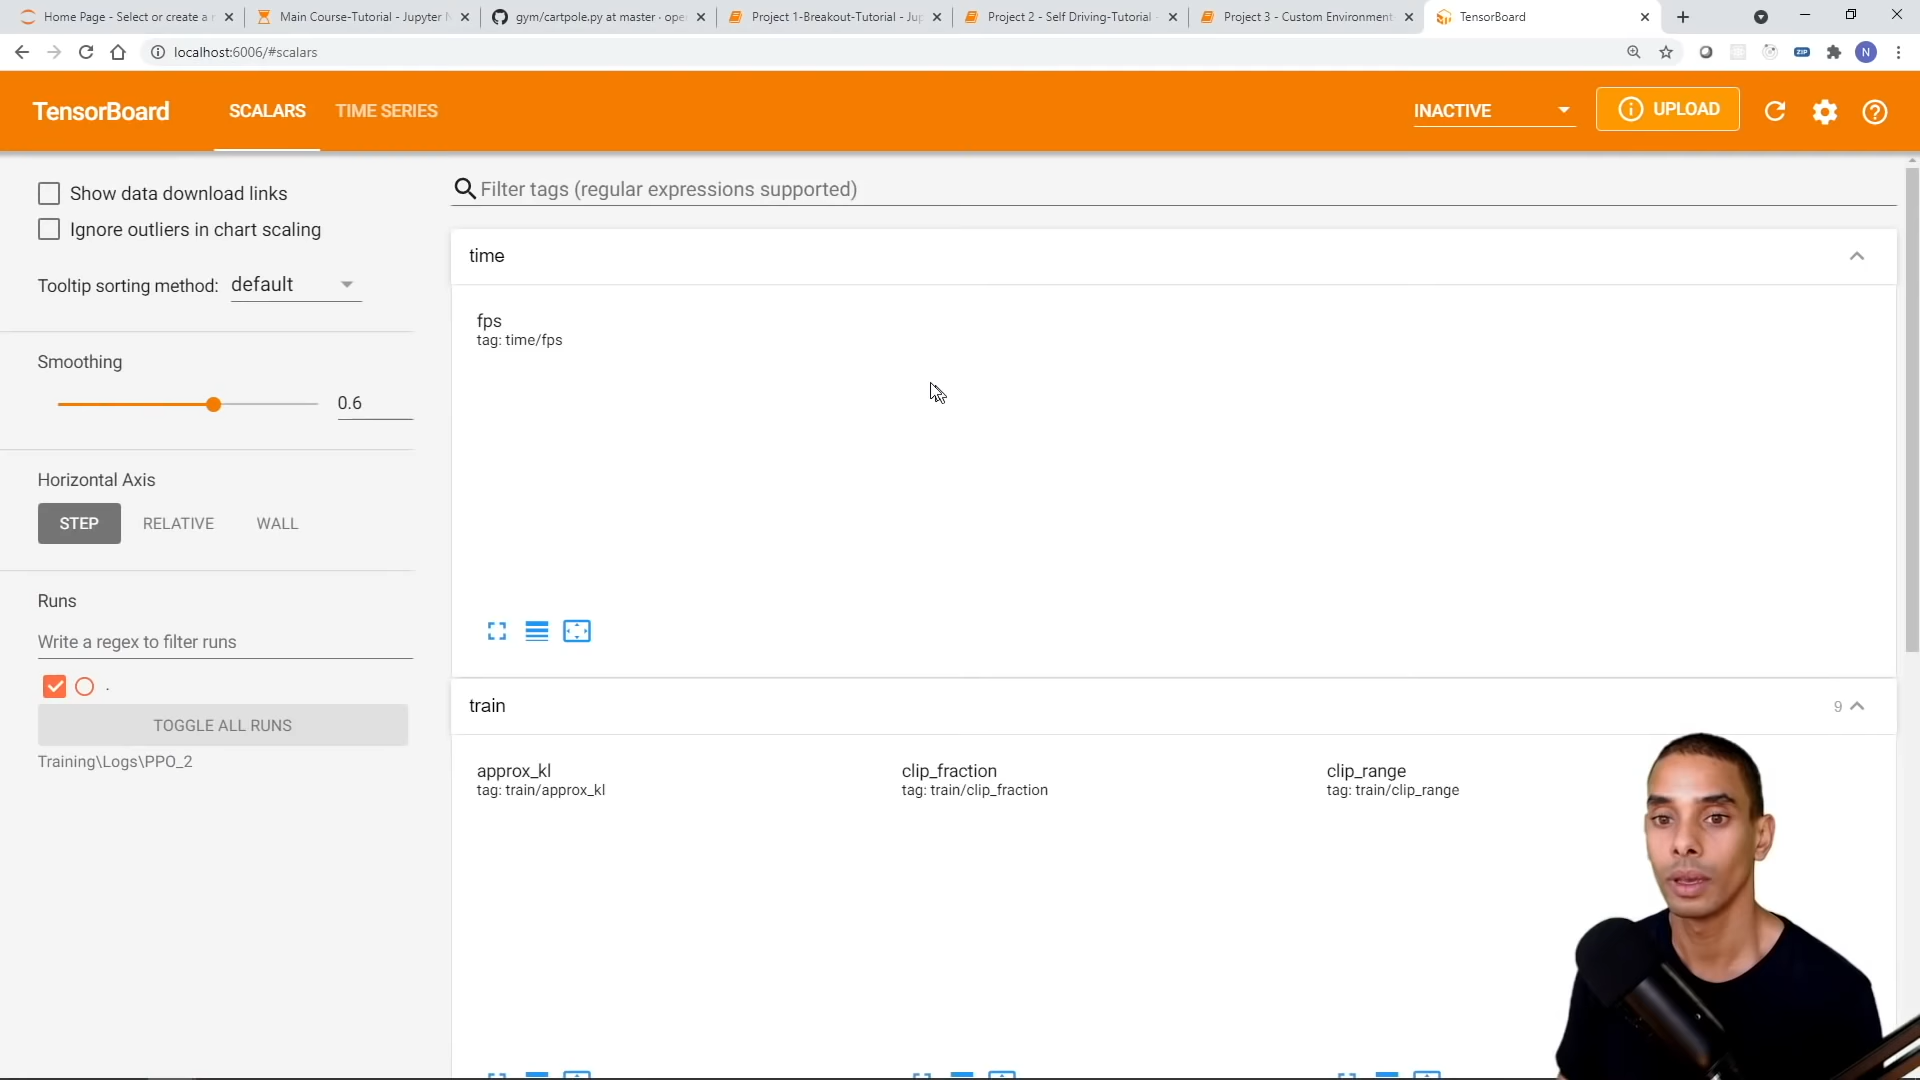 Home Page - Select or create a n
Main Course-Tutorial - Jupyter N
gym/cartpole.py at master · ope
Project 1-Breakout-Tutorial - Jup
Project 2 - Self Driving-Tutorial -
Project 3 - Custom Environment
TensorBoard
localhost:6006/#scalars
ZIP
N
TensorBoard
SCALARS
TIME SERIES
INACTIVE
UPLOAD
Show data download links
Ignore outliers in chart scaling
Tooltip sorting method: default
Smoothing
0.6
Horizontal Axis
STEP
RELATIVE
WALL
Runs
Write a regex to filter runs
.
TOGGLE ALL RUNS
Training\Logs\PPO_2
Filter tags (regular expressions supported)
time
fps
tag: time/fps
train
9
approx_kl
tag: train/approx_kl
clip_fraction
tag: train/clip_fraction
clip_range
tag: train/clip_range